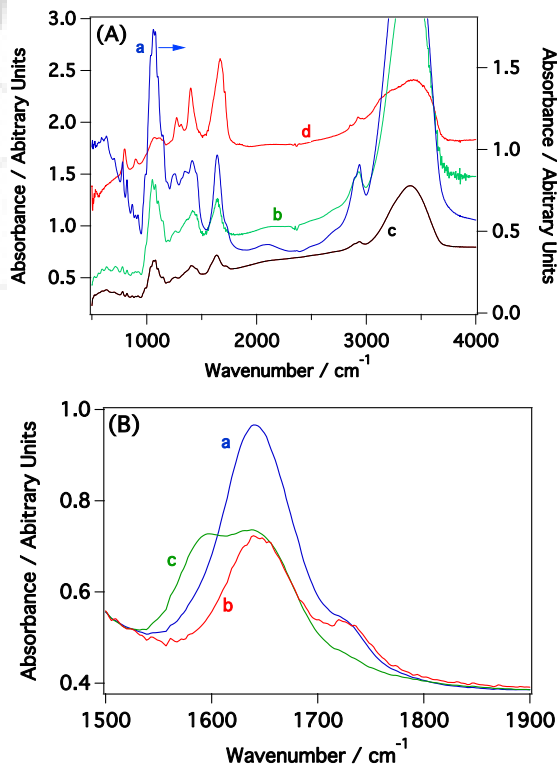 (A)
a
d
b
c
3.0
2.5
2.0
1.5
1.0
0.5
1.5
1.0
0.5
0.0
1000
2000
3000
4000
Absorbance / Abitrary Units
Absorbance / Abitrary Units
Wavenumber / cm-1
(B)
a
c
b
1.0
0.8
0.6
0.4
1500
1600
1700
1800
1900
Absorbance / Abitrary Units
Wavenumber / cm-1